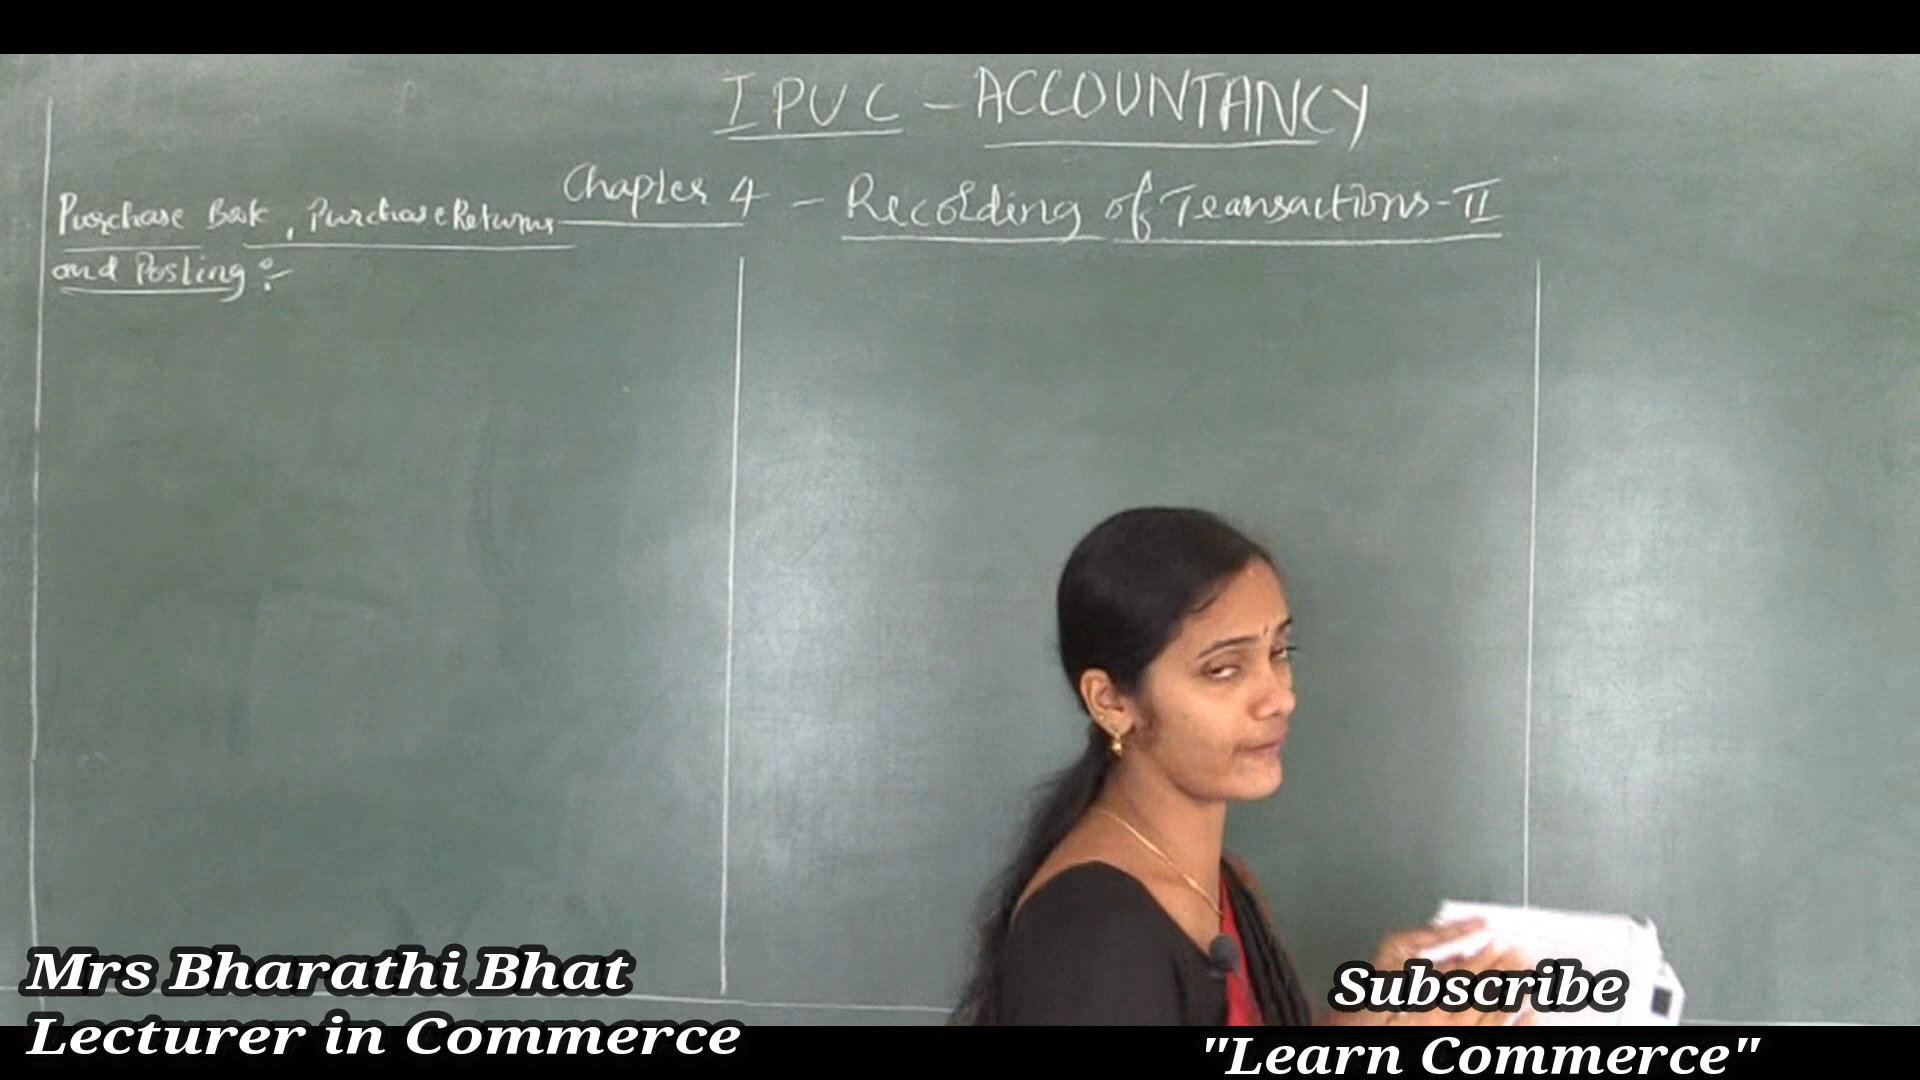 I PUC - ACCOUNTANCY
Chapter 4 - Recording of Transactions-II
Purchase Book, Purchase Returns
and Posting:-
Mrs Bharathi Bhat
Lecturer in Commerce
Subscribe
"Learn Commerce"